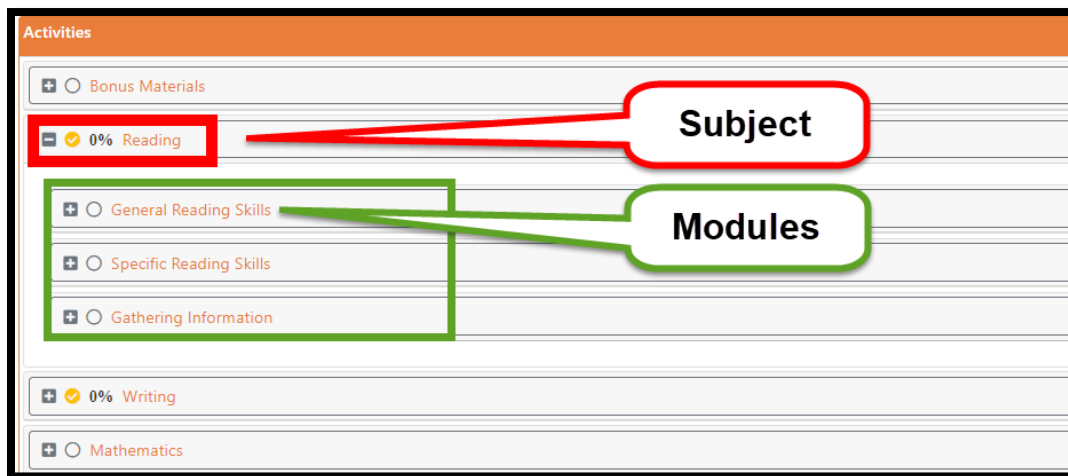 Activities
Bonus Materials
Subject
0% Reading
General Reading Skills
Modules
Specific Reading Skills
Gathering Information
0% Writing
Mathematics